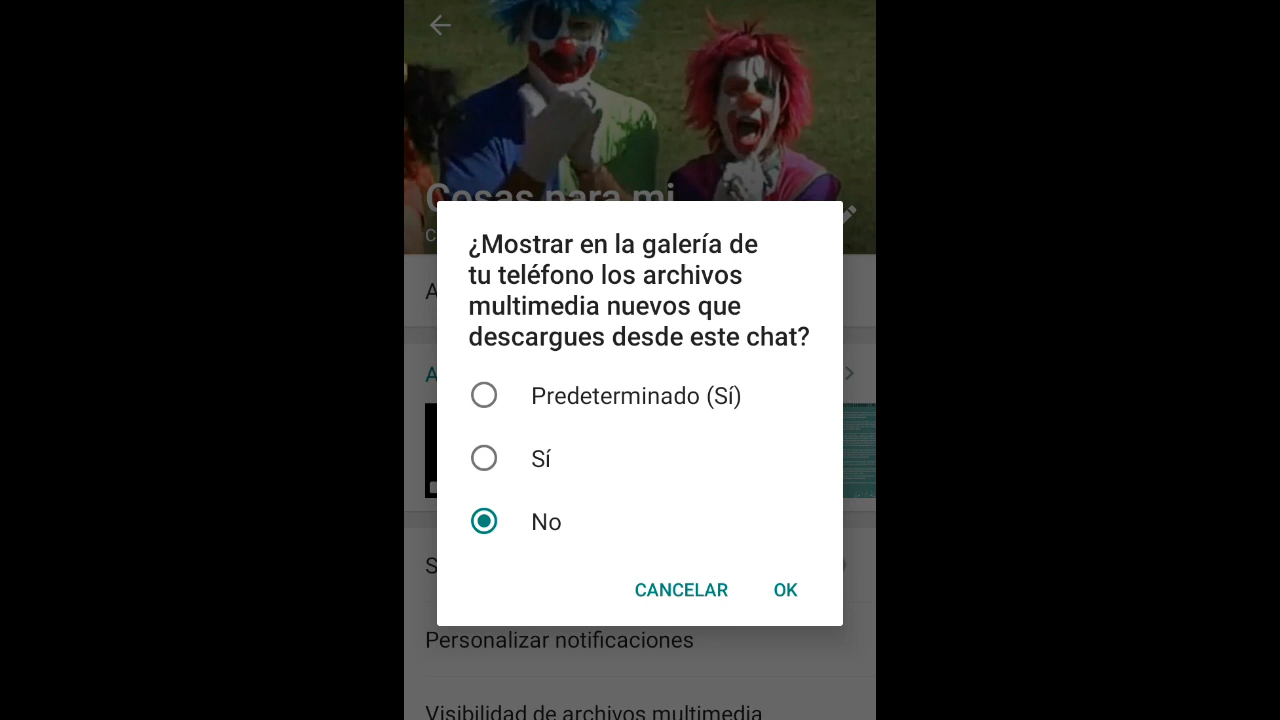 Cosas para mi
¿Mostrar en la galería de
tu teléfono los archivos
multimedia nuevos que
descargues desde este chat?
Predeterminado (Sí)
Sí
No
CANCELAR OK
Personalizar notificaciones
Visibilidad de archivos multimedia